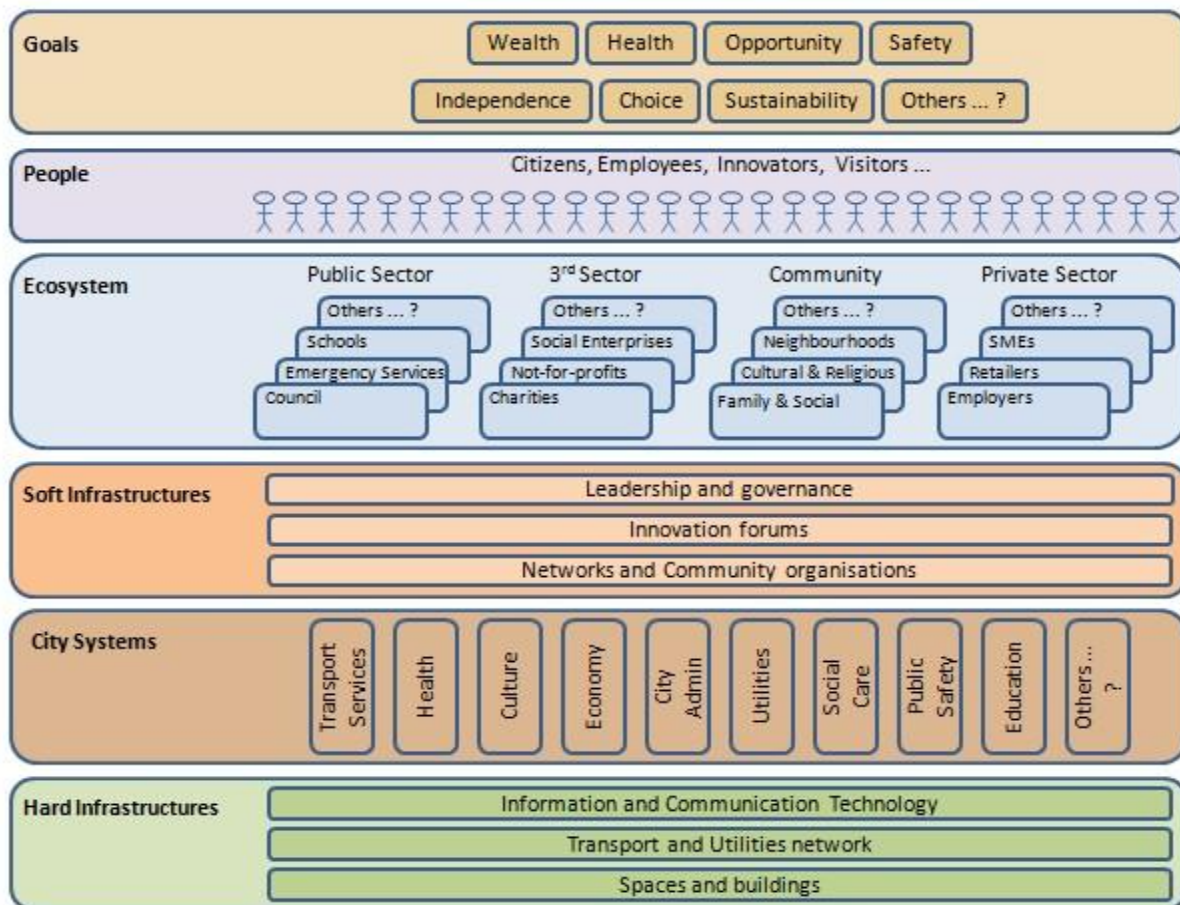 Goals
Wealth
Health
Opportunity
Safety
Independence
Choice
Sustainability
Others ... ?
People
Citizens, Employees, Innovators, Visitors ...
Ecosystem
Public Sector
Others ... ?
Schools
Emergency Services
Council
3rd Sector
Others ... ?
Social Enterprises
Not-for-profits
Charities
Community
Others ... ?
Neighbourhoods
Cultural & Religious
Family & Social
Private Sector
Others ... ?
SMEs
Retailers
Employers
Soft Infrastructures
Leadership and governance
Innovation forums
Networks and Community organisations
City Systems
Transport
Services
Health
Culture
Economy
City
Admin
Utilities
Social
Care
Public
Safety
Education
Others ...
?
Hard Infrastructures
Information and Communication Technology
Transport and Utilities network
Spaces and buildings